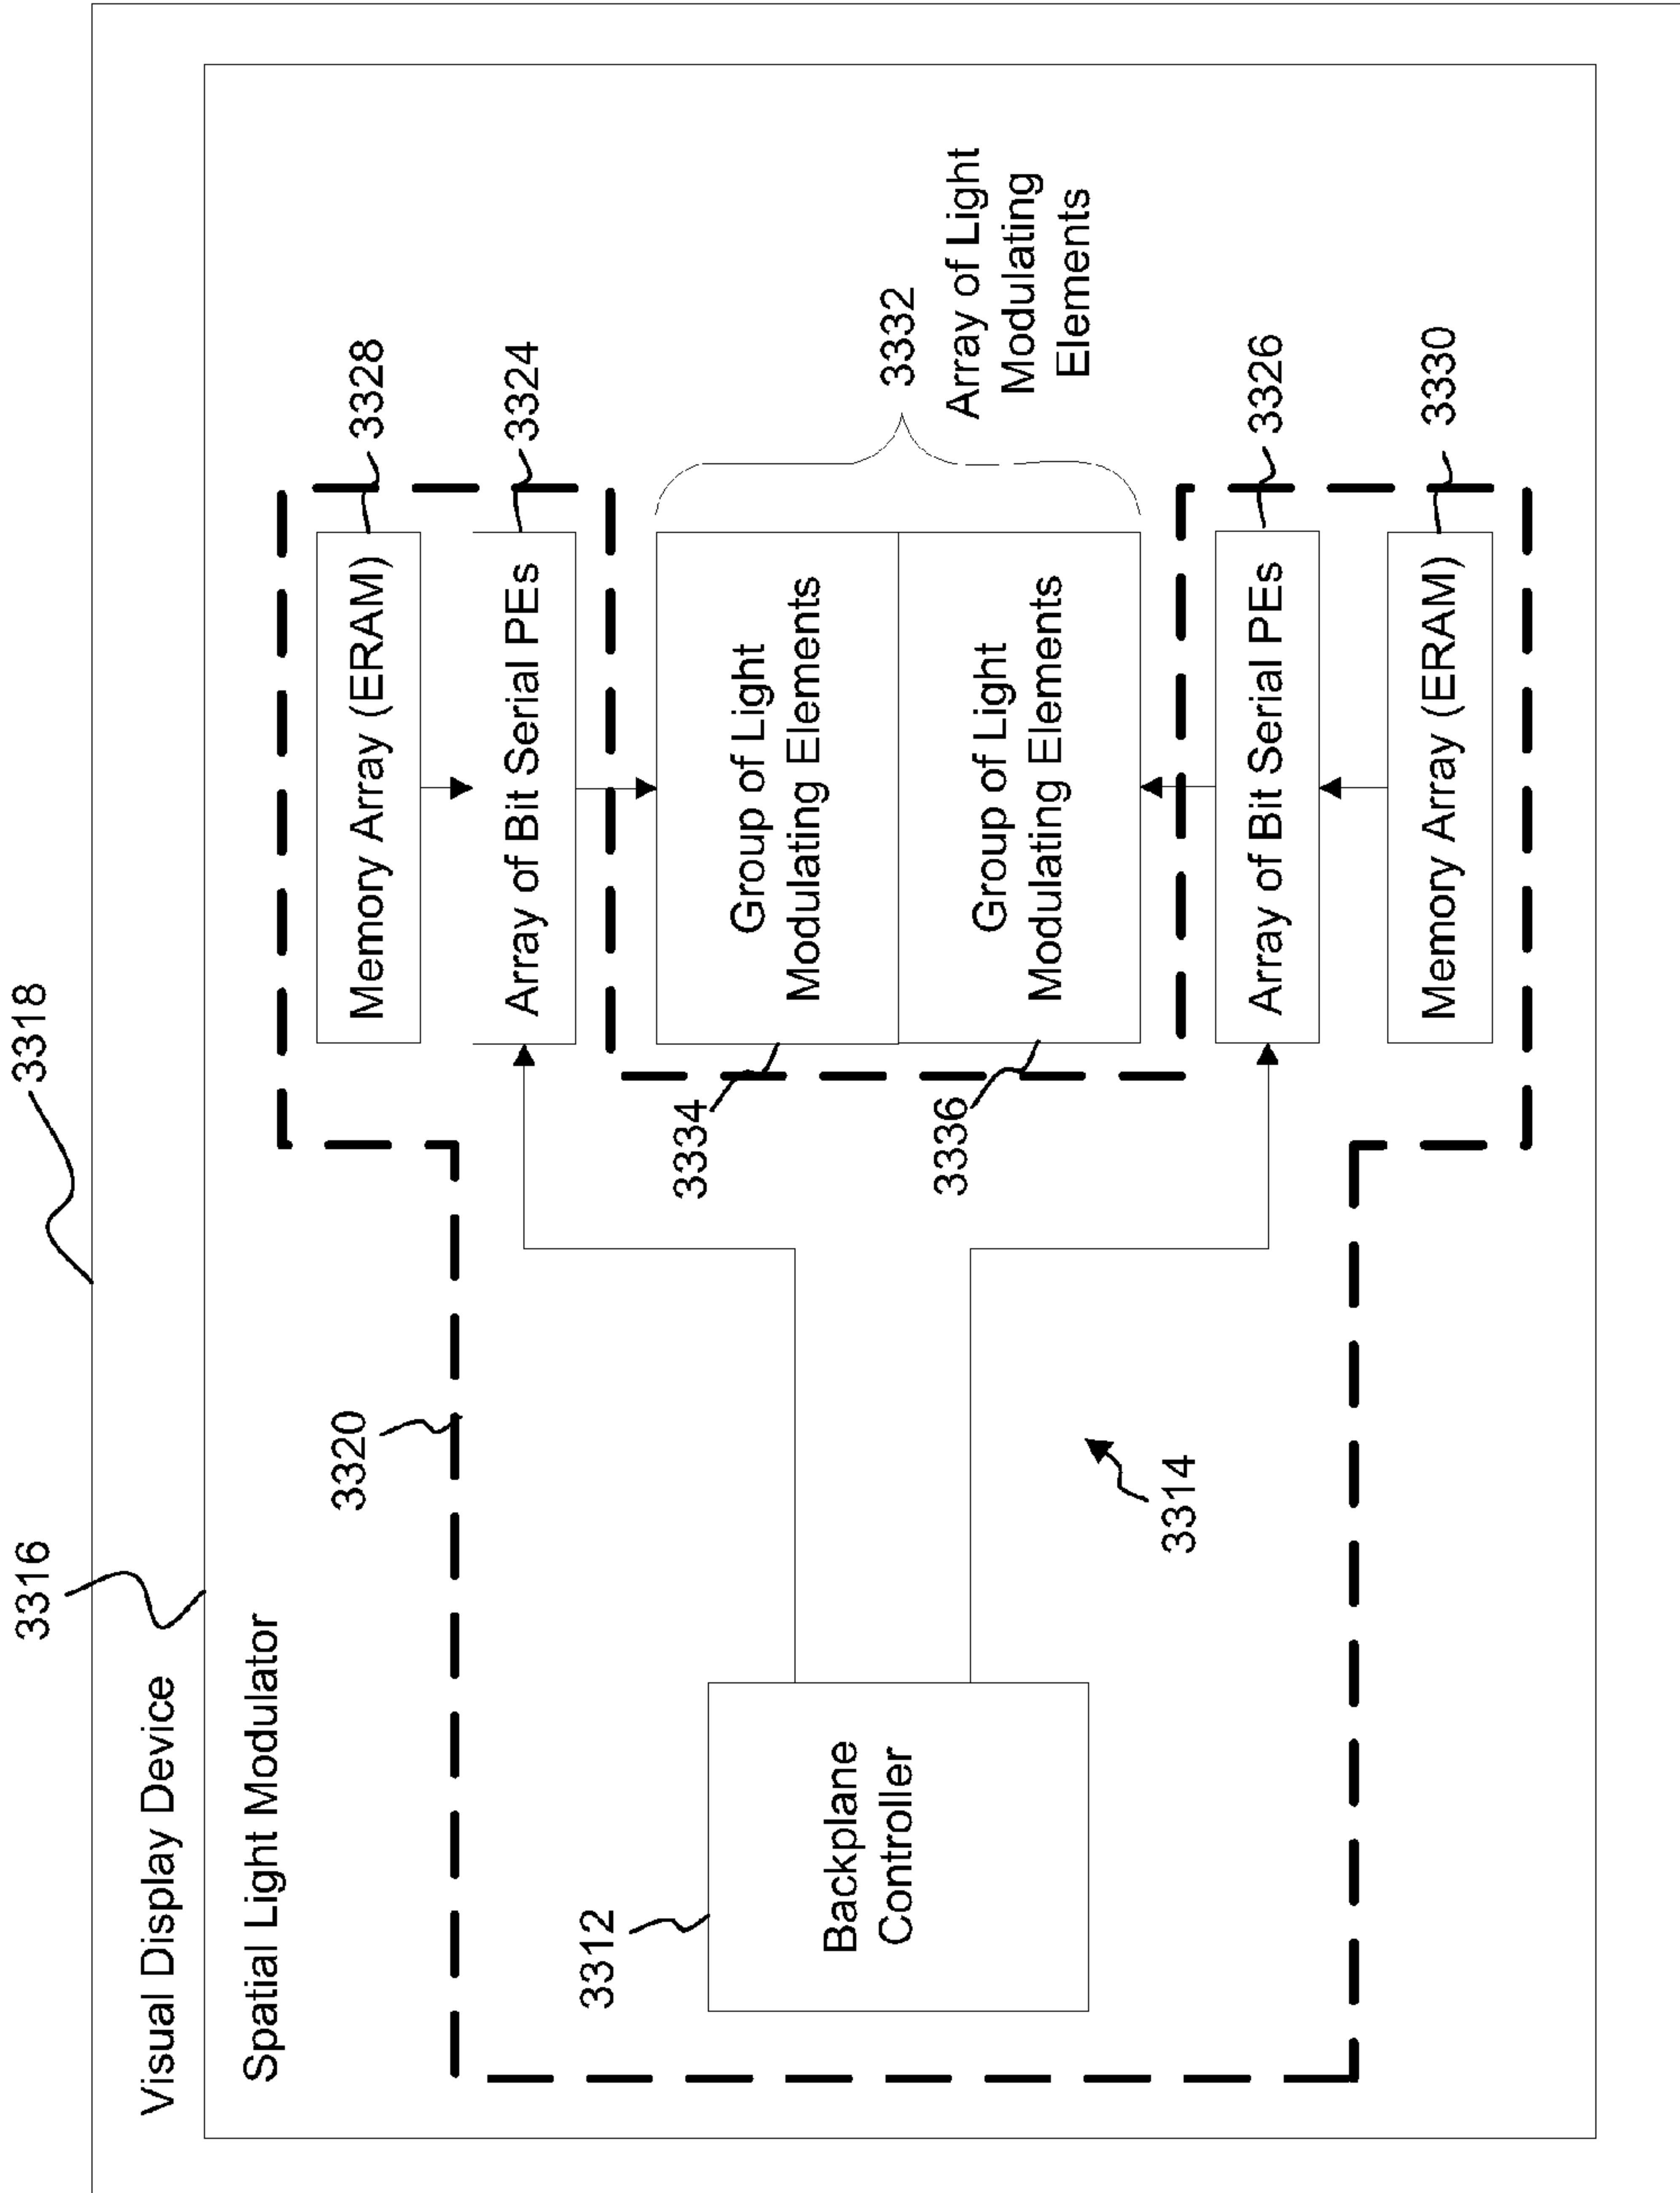 3316
3318
Visual Display Device
Spatial Light Modulator
3320
3312
Backplane
Controller
3314
Memory Array (ERAM)
3328
Array of Bit Serial PEs
3324
3334
Group of Light
Modulating Elements
3336
Group of Light
Modulating Elements
3332
Array of Light
Modulating
Elements
Array of Bit Serial PEs
3326
Memory Array (ERAM)
3330